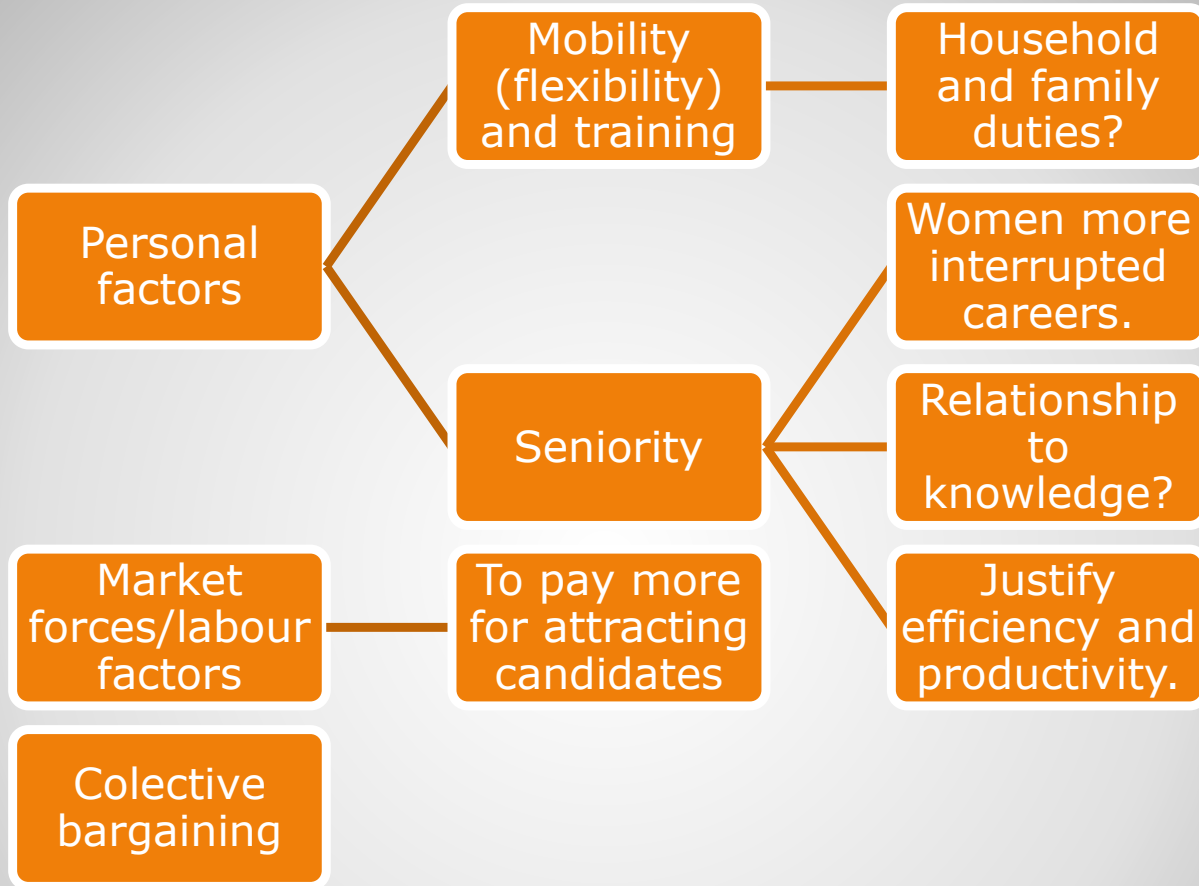 Personal
factors
Mobility
(flexibility)
and training
Household
and family
duties?
Seniority
Women more
interrupted
careers.
Relationship
to
knowledge?
Justify
efficiency and
productivity.
Market
forces/labour
factors
To pay more
for attracting
candidates
Colective
bargaining